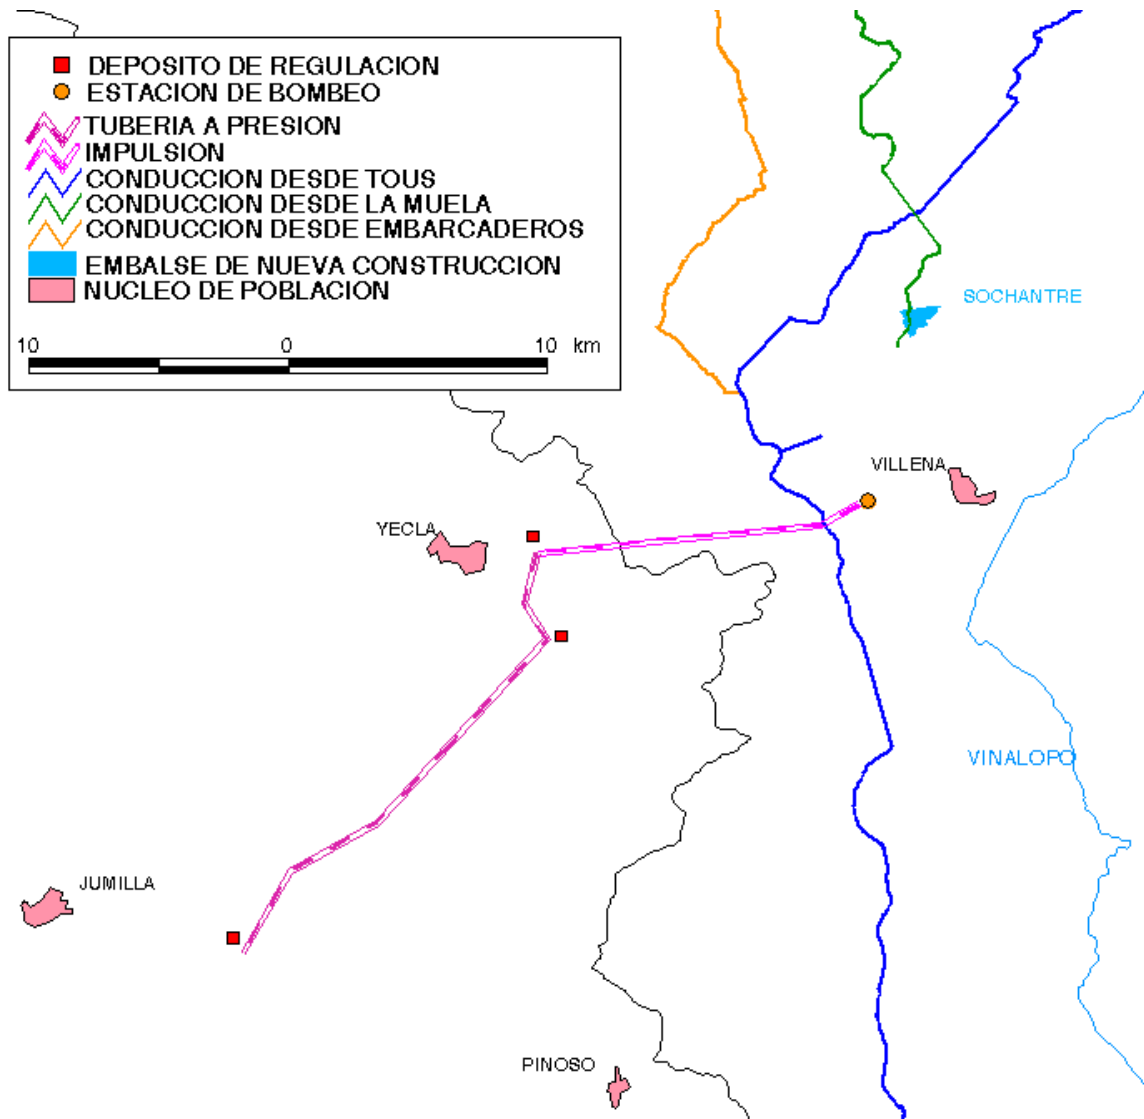 DEPOSITO DE REGULACION
ESTACION DE BOMBEO
TUBERIA A PRESION
IMPULSION
CONDUCCION DESDE TOUS
CONDUCCION DESDE LA MUELA
CONDUCCION DESDE EMBARCADEROS
EMBALSE DE NUEVA CONSTRUCCION
NUCLEO DE POBLACION
10 0 10 km
SOCHANTRE
VILLENA
YECLA
VINALOPO
JUMILLA
PINOSO